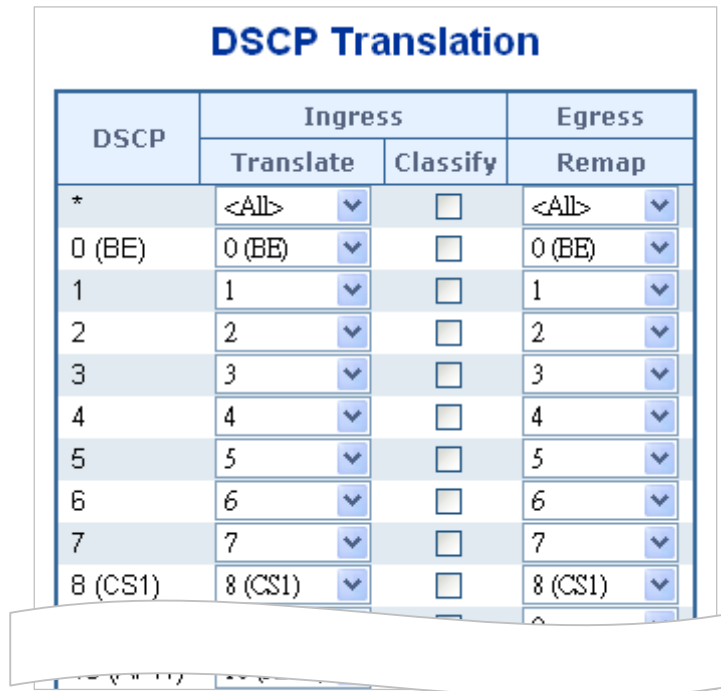 DSCP Translation
DSCP Ingress Egress
Translate Classify Remap
* <All> <All>
0 (BE) 0 (BE) 0 (BE)
1 1 1
2 2 2
3 3 3
4 4 4
5 5 5
6 6 6
7 7 7
8 (CS1) 8 (CS1) 8 (CS1)